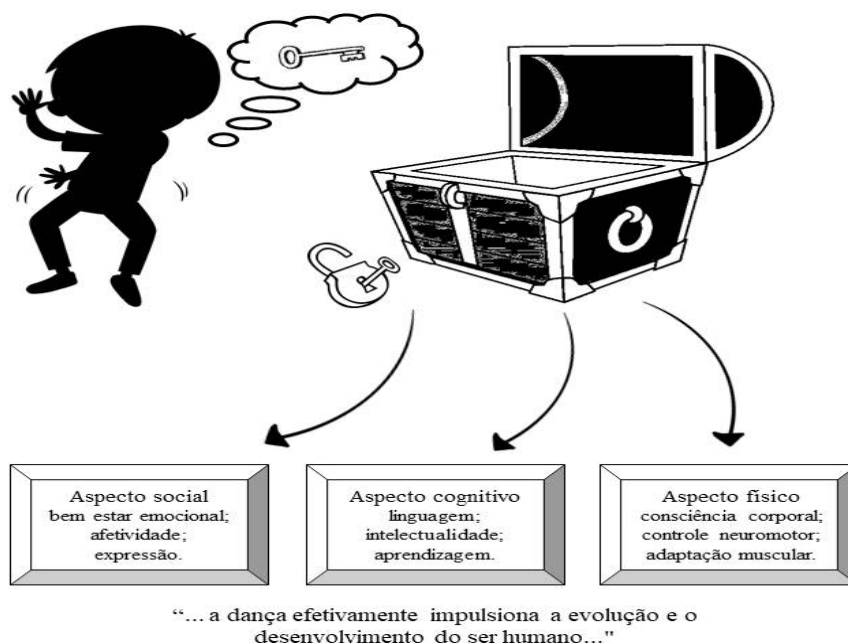 Aspecto social
bem estar emocional;
afetividade;
expressão.
Aspecto cognitivo
linguagem;
intelectualidade;
aprendizagem.
Aspecto físico
consciência corporal;
controle neuromotor;
adaptação muscular.
“... a dança efetivamente impulsiona a evolução e o
desenvolvimento do ser humano..."